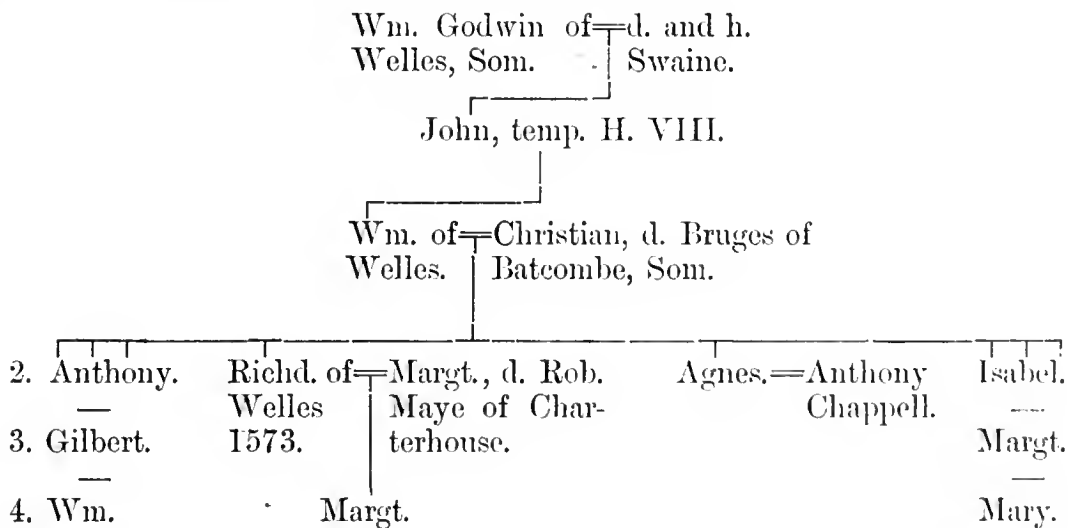 Wm. Godwin of═d. and h.
Welles, Som. Swaine.
John, temp. H. VIII.
Wm. of═Christian, d. Bruges of
Welles. Batcombe, Som.
2. Anthony. Richd. of═Margt., d. Rob. Agnes.═Anthony Isabel.
— Welles Maye of Char- Chappell. —
3. Gilbert. 1573. terhouse. Margt.
— —
4. Wm. Margt. Mary.